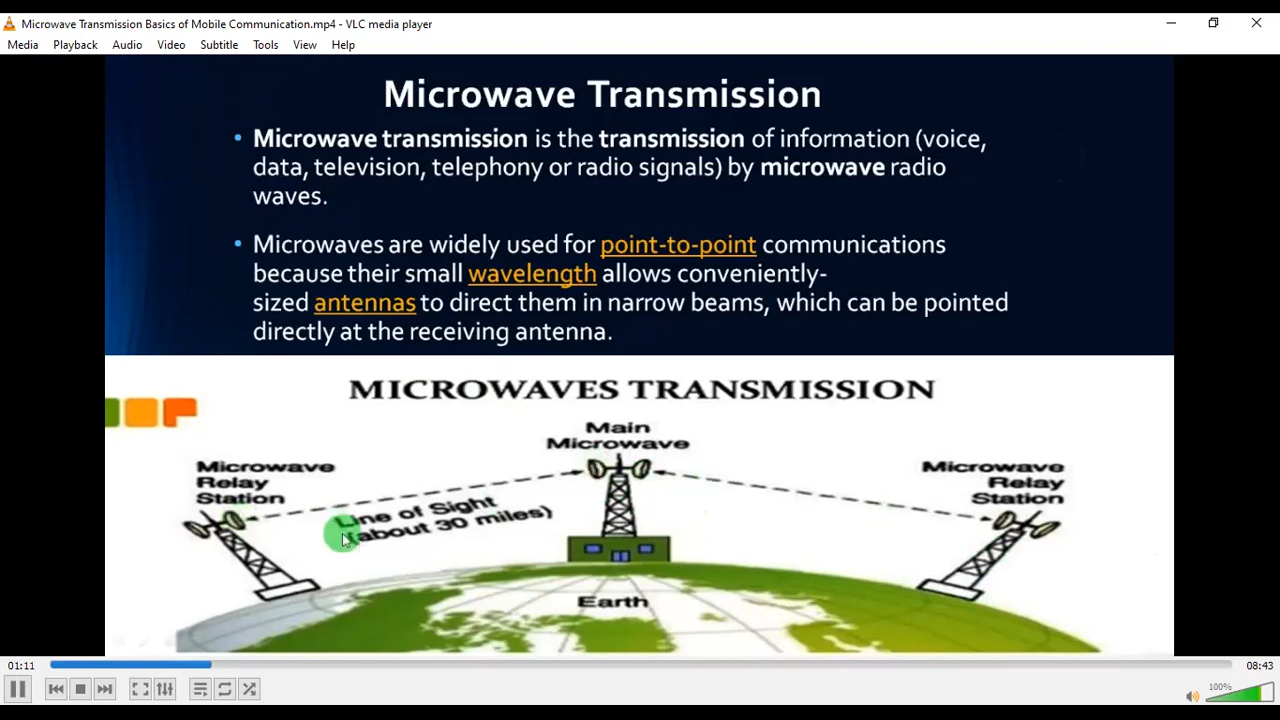 Microwave Transmission Basics of Mobile Communication.mp4 - VLC media player
Media Playback Audio Video Subtitle Tools View Help
Microwave Transmission
• Microwave transmission is the transmission of information (voice,
data, television, telephony or radio signals) by microwave radio
waves.
• Microwaves are widely used for point-to-point communications
because their small wavelength allows conveniently-
sized antennas to direct them in narrow beams, which can be pointed
directly at the receiving antenna.
MICROWAVES TRANSMISSION
Main
Microwave
Microwave
Relay
Station
Microwave
Relay
Station
Line of Sight
(about 30 miles)
Earth
01:11
08:43
100%